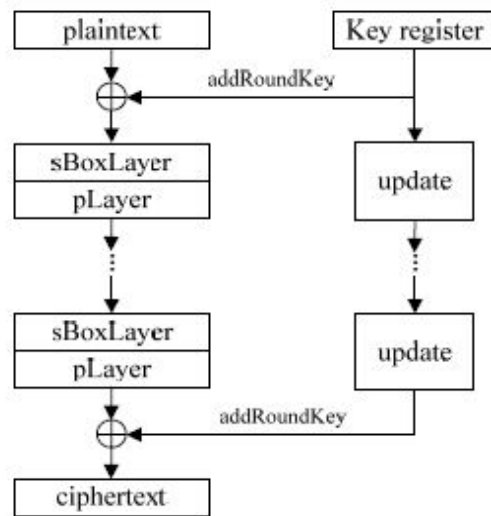 plaintext
Key register
addRoundKey
sBoxLayer
pLayer
update
sBoxLayer
pLayer
update
addRoundKey
ciphertext